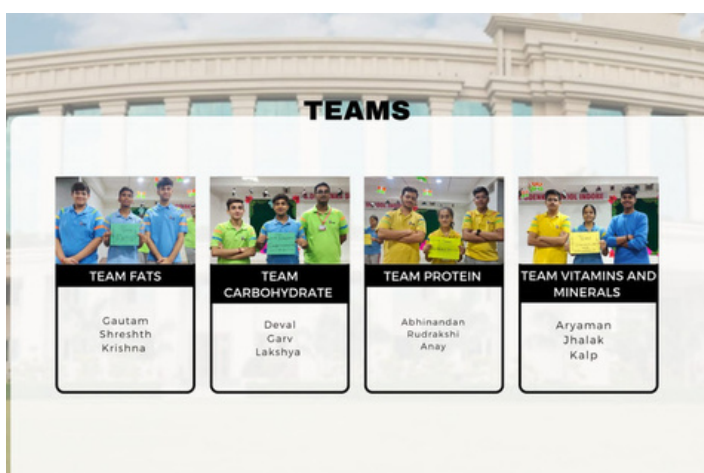 TEAMS
TEAM FATS
Gautam
Shreshth
Krishna
TEAM
CARBOHYDRATE
Deval
Garv
Lakshya
TEAM PROTEIN
Abhinandan
Rudrakshi
Anay
TEAM VITAMINS AND
MINERALS
Aryaman
Jhalak
Kalp